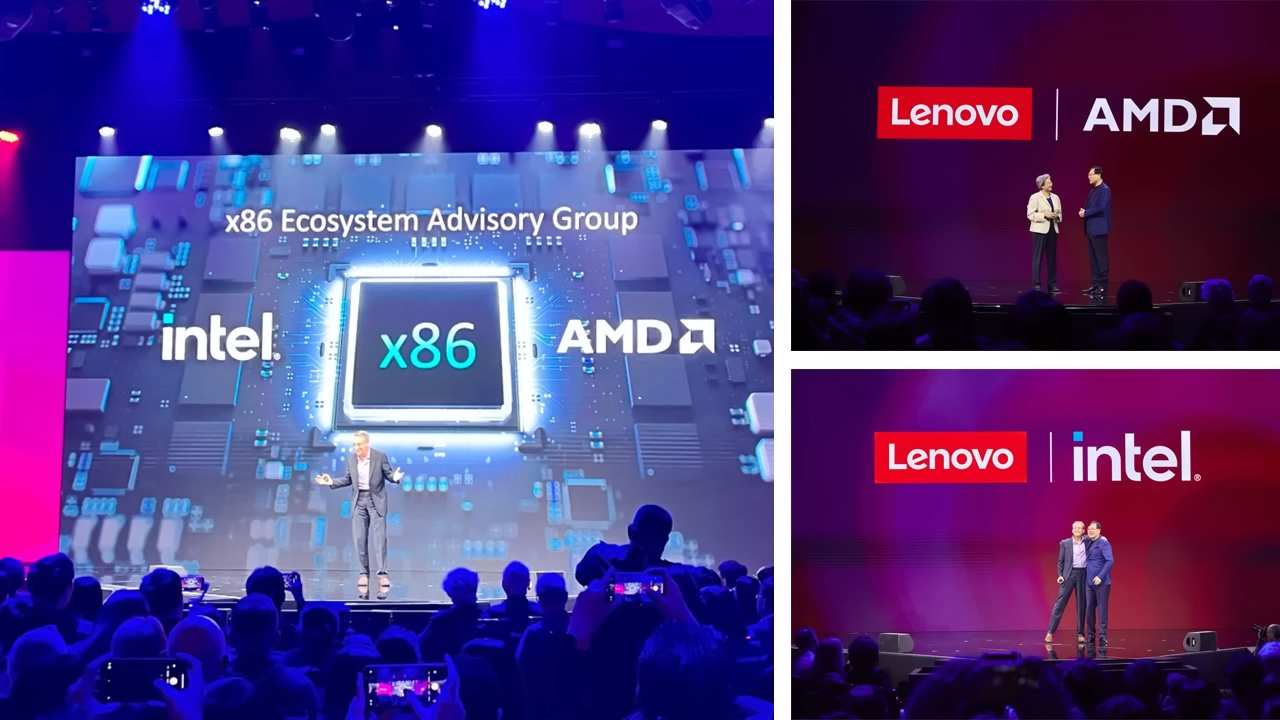 x86 Ecosystem Advisory Group
intel.
x86
AMD
Lenovo
AMD
Lenovo
intel®